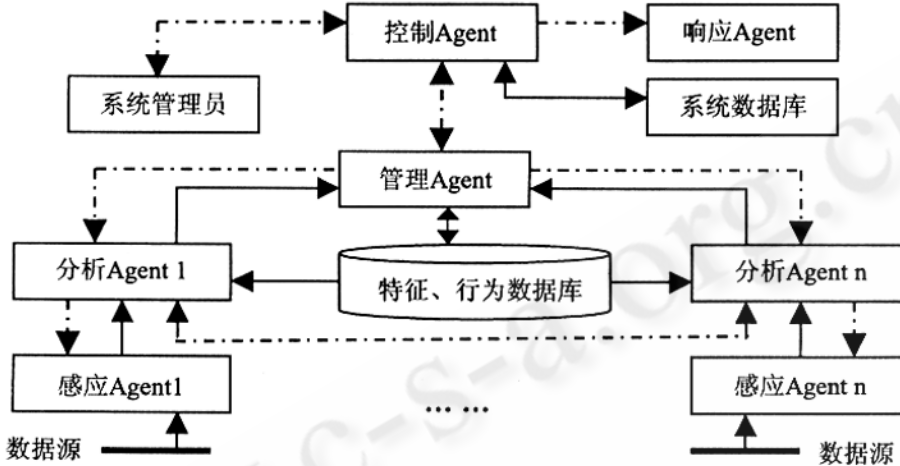 控制Agent
响应Agent
系统管理员
系统数据库
管理Agent
分析Agent 1
特征、行为数据库
分析Agent n
感应Agent1
感应Agent n
... ...
数据源
数据源
c-s-a.org.c